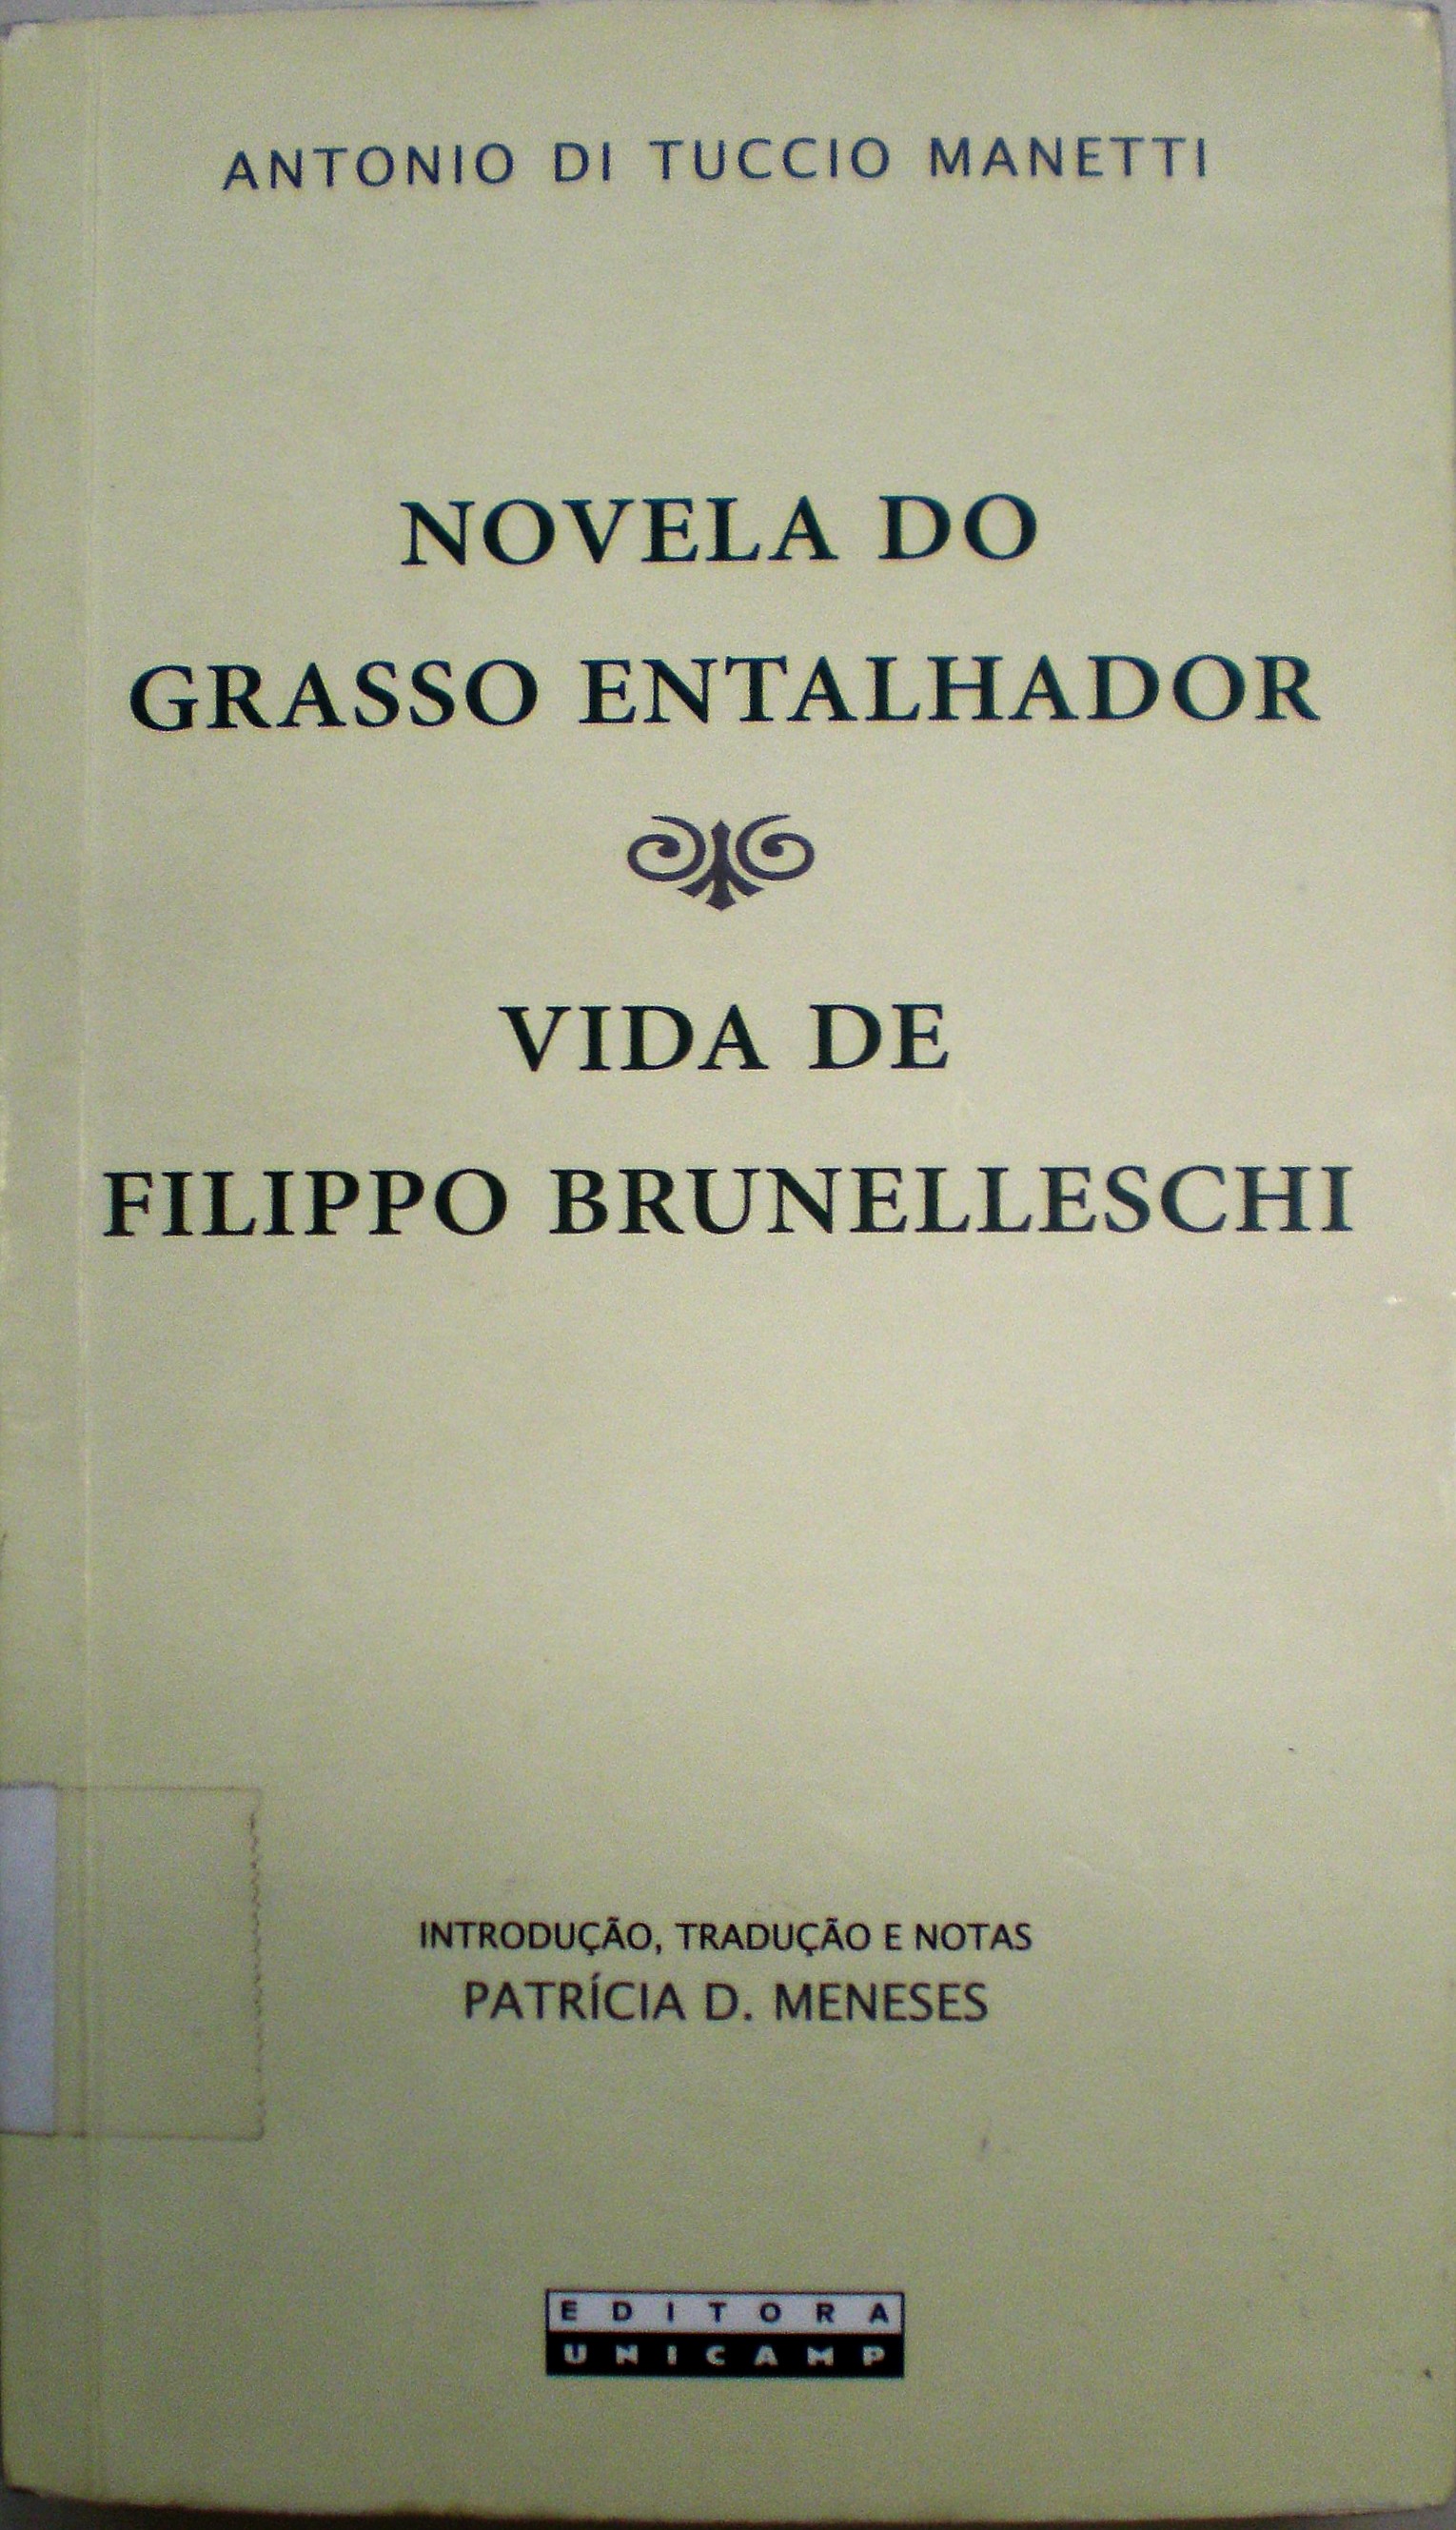 ANTONIO DI TUCCIO MANETTI
NOVELA DO
GRASSO ENTALHADOR
VIDA DE
FILIPPO BRUNELLESCHI
INTRODUÇÃO, TRADUÇÃO E NOTAS
PATRÍCIA D. MENESES
EDITORA
UNICAMP